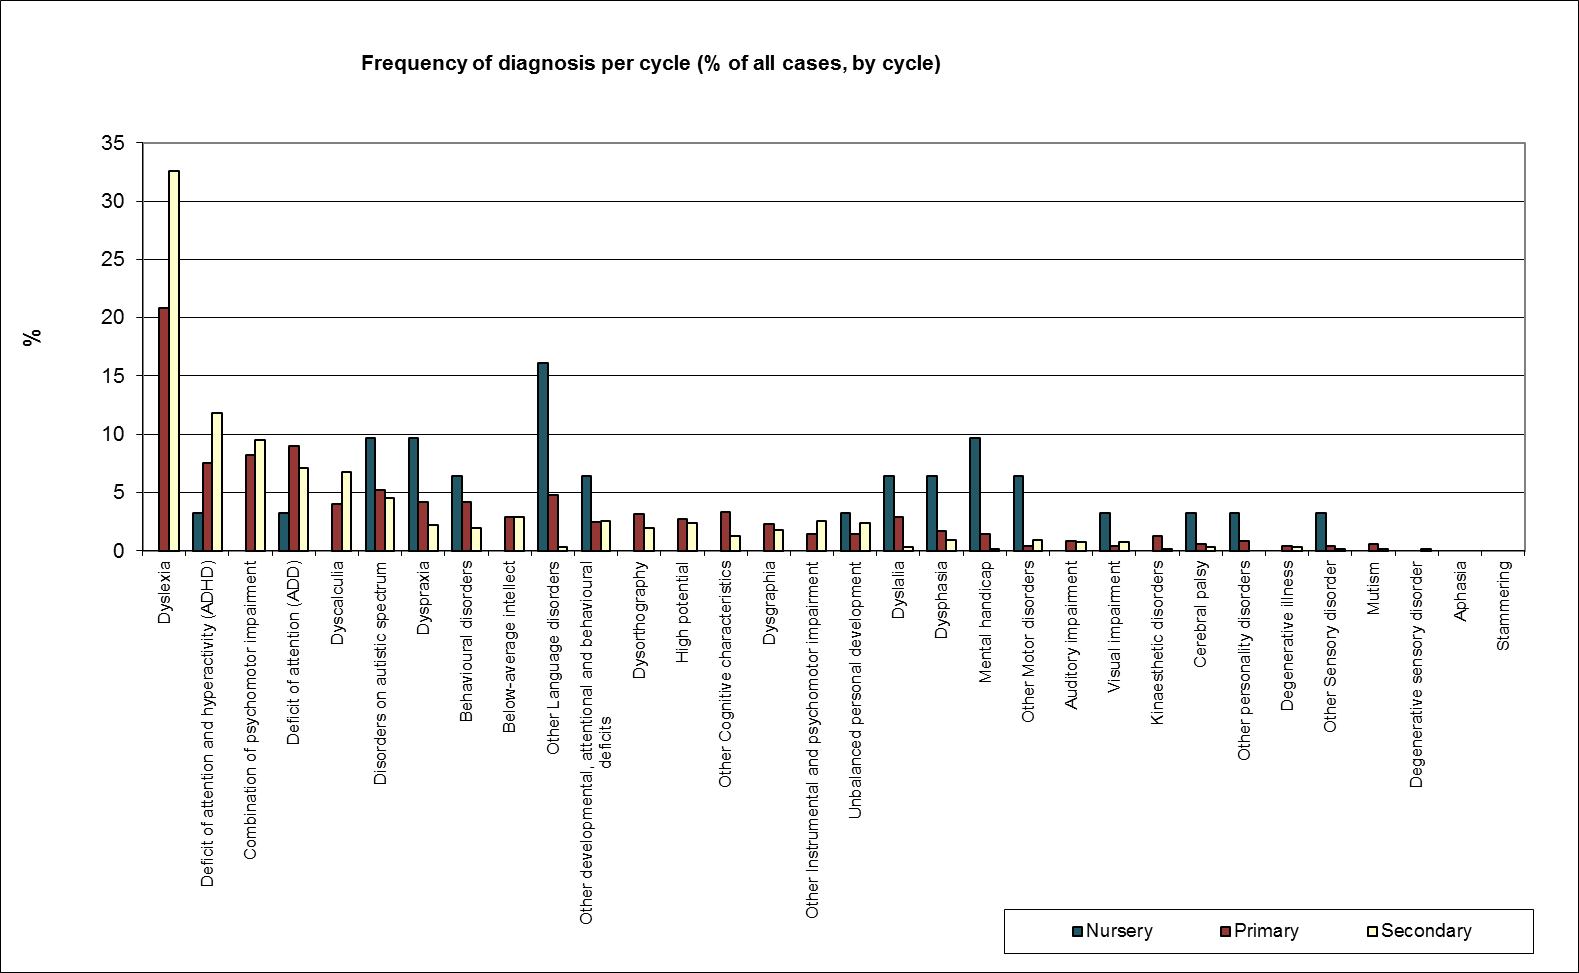 Frequency of diagnosis per cycle (% of all cases, by cycle)
%
35
30
25
20
15
10
5
0
Dyslexia
Deficit of attention and hyperactivity (ADHD)
Combination of psychomotor impairment
Deficit of attention (ADD)
Dyscalculia
Disorders on autistic spectrum
Dyspraxia
Behavioural disorders
Below-average intellect
Other Language disorders
Other developmental, attentional and behavioural
deficits
Dysorthography
High potential
Other Cognitive characteristics
Dysgraphia
Other Instrumental and psychomotor impairment
Unbalanced personal development
Dyslalia
Dysphasia
Mental handicap
Other Motor disorders
Auditory impairment
Visual impairment
Kinaesthetic disorders
Cerebral palsy
Other personality disorders
Degenerative illness
Other Sensory disorder
Mutism
Degenerative sensory disorder
Aphasia
Stammering
Nursery
Primary
Secondary